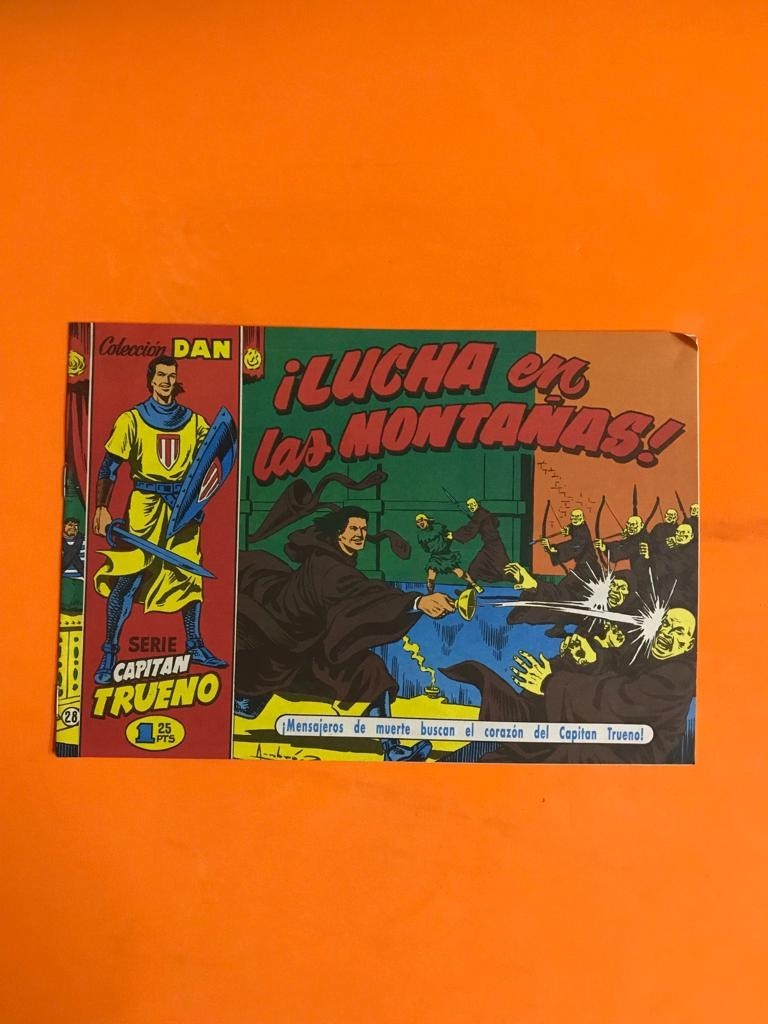 Colección DAN
SERIE
CAPITAN
TRUENO
1 25
PTS
28
¡LUCHA en
las MONTAÑAS!
¡Mensajeros de muerte buscan el corazón del Capitan Trueno!
Ambrós